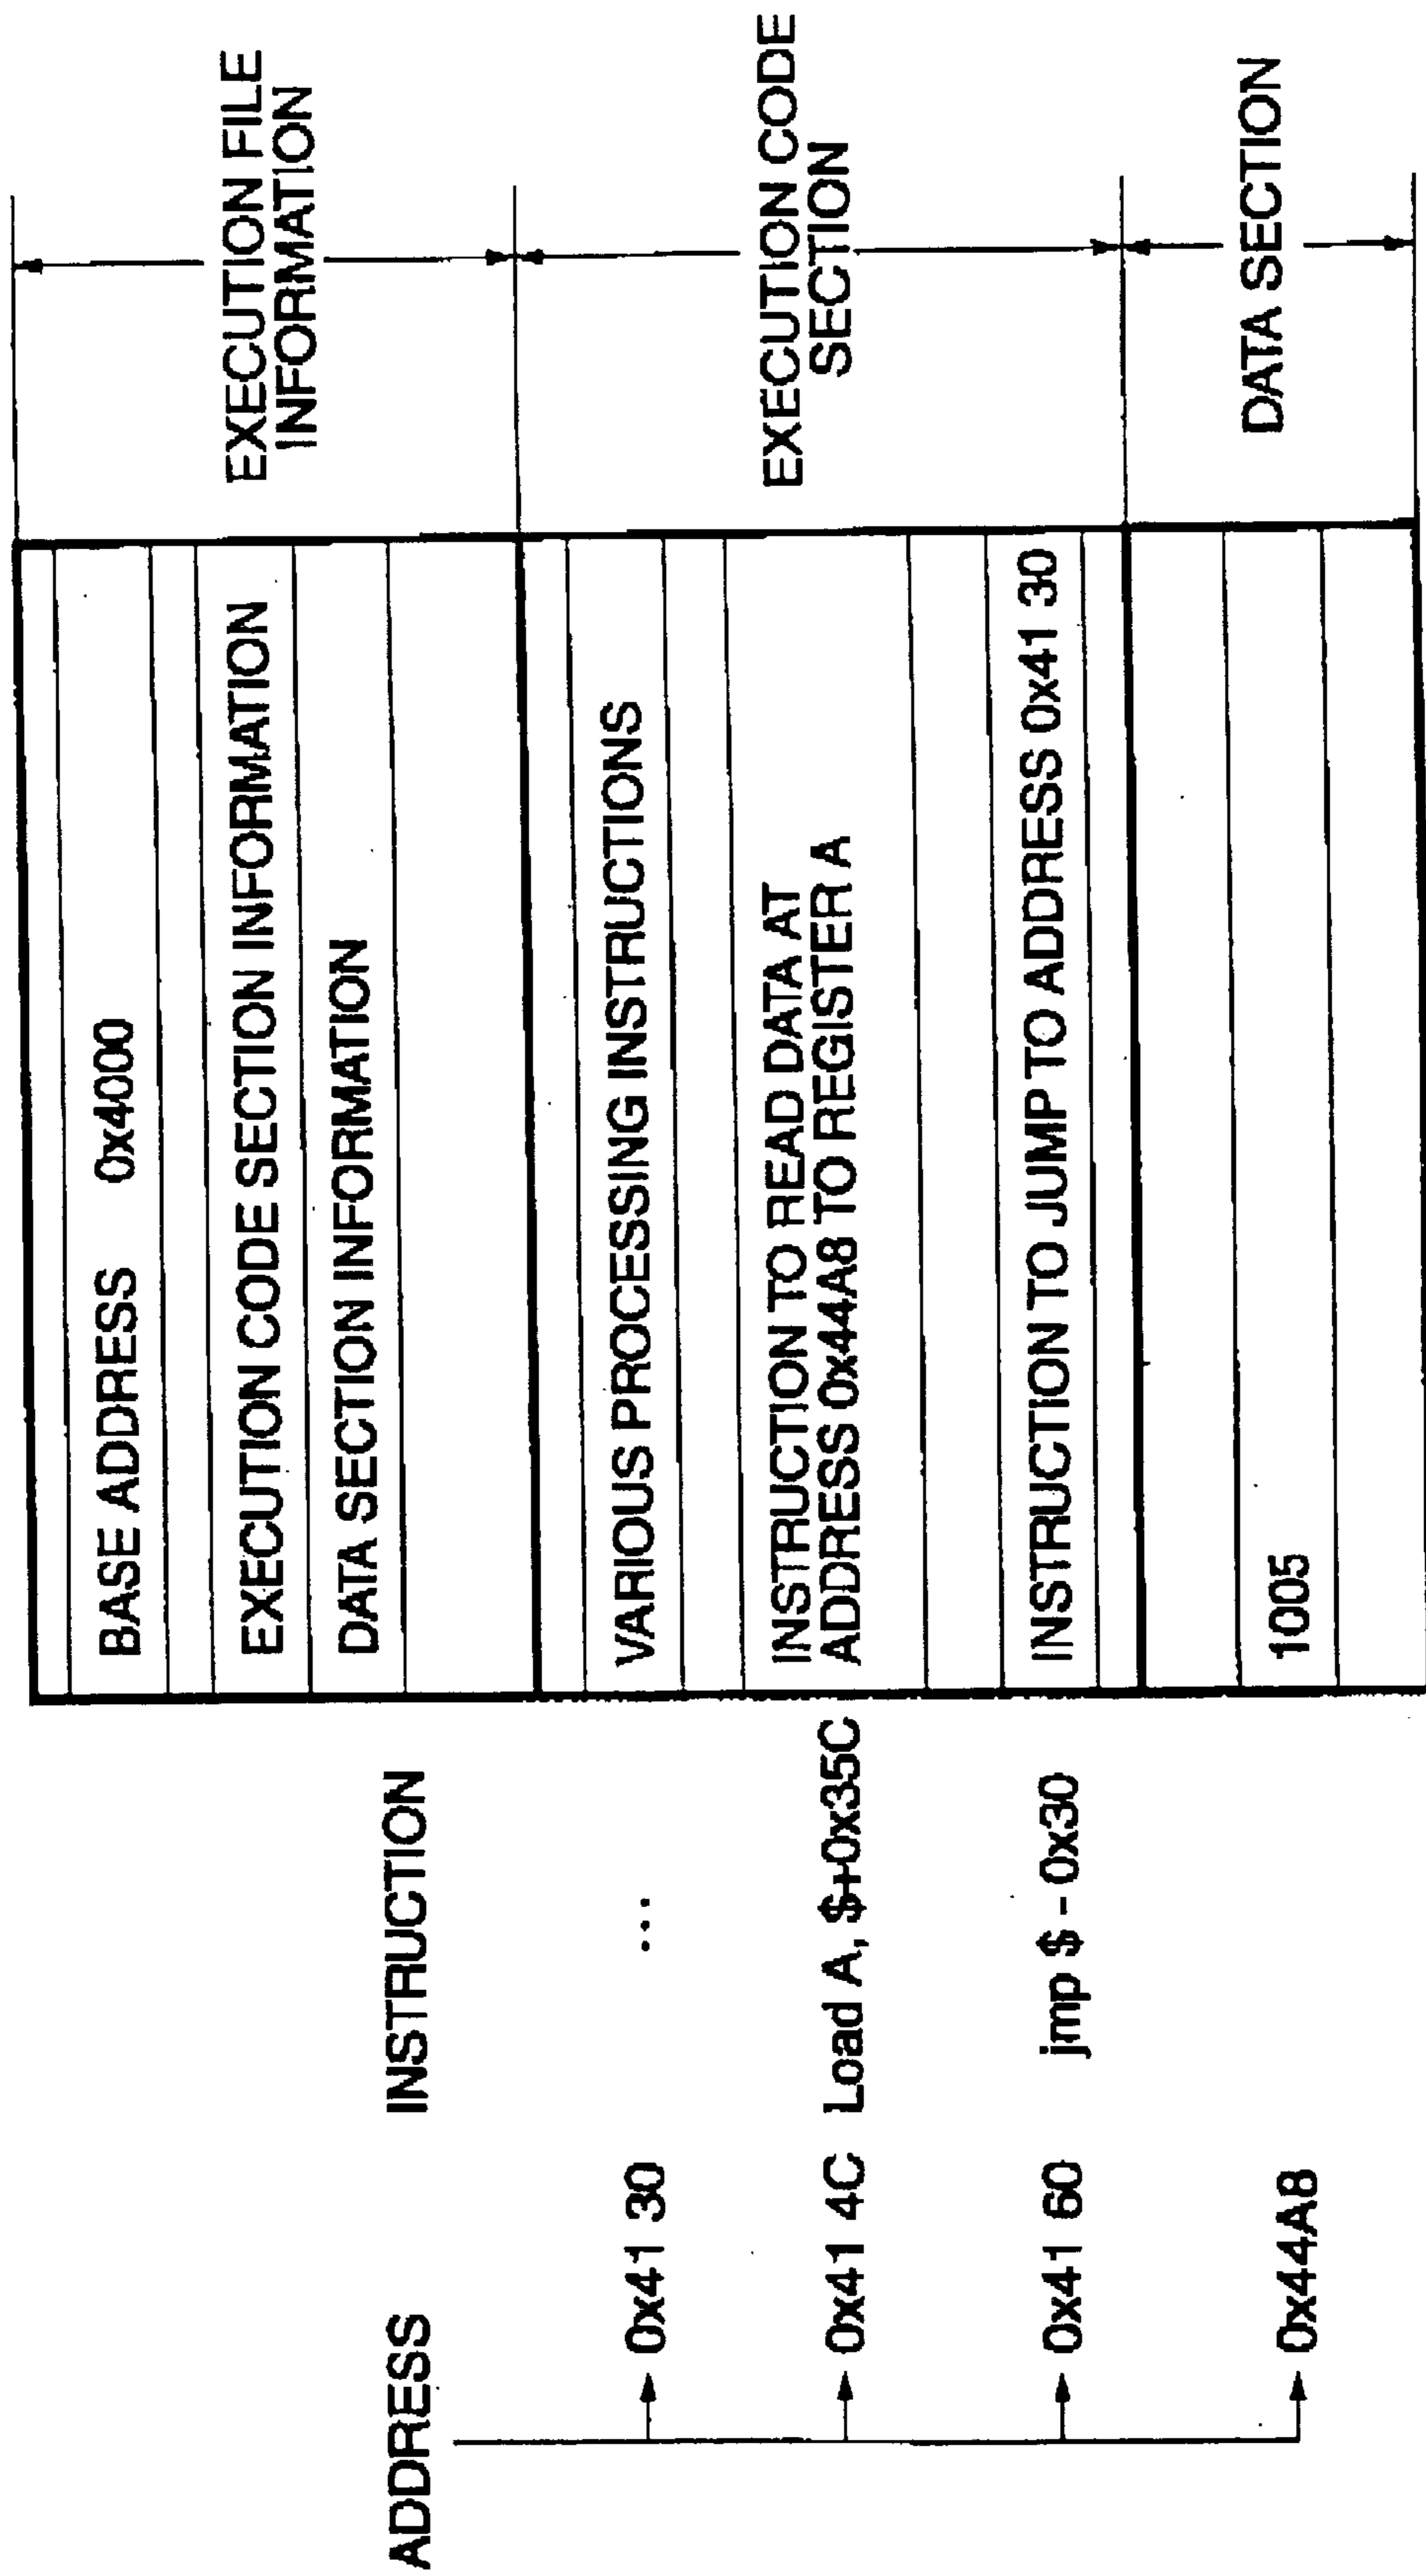 ADDRESS INSTRUCTION
BASE ADDRESS 0x4000
EXECUTION CODE SECTION INFORMATION
DATA SECTION INFORMATION
EXECUTION FILE
INFORMATION
0x41 30 ...
VARIOUS PROCESSING INSTRUCTIONS
0x41 4C Load A, $+0x35C
INSTRUCTION TO READ DATA AT
ADDRESS 0x44A8 TO REGISTER A
EXECUTION CODE
SECTION
0x41 60 jmp $ - 0x30
INSTRUCTION TO JUMP TO ADDRESS 0x41 30
0x44A8
1005
DATA SECTION